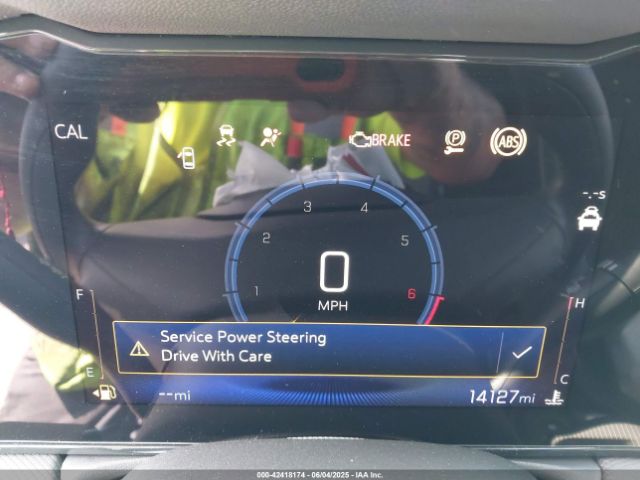 CAL
BRAKE
P
ABS
-.-s
3 4
2 5
0
1 6
MPH
F
H
Service Power Steering
Drive With Care
E
C
--mi
14127mi
000-42418174 - 06/04/2025 - IAA Inc.